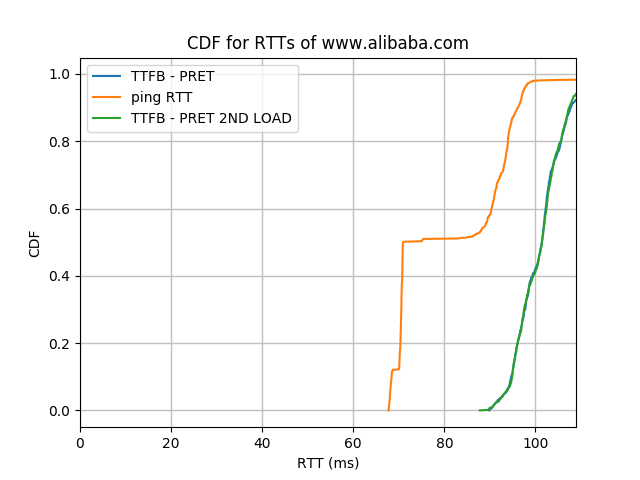 CDF for RTTs of www.alibaba.com
TTFB - PRET
ping RTT
TTFB - PRET 2ND LOAD
1.0
0.8
0.6
0.4
0.2
0.0
CDF
0 20 40 60 80 100
RTT (ms)